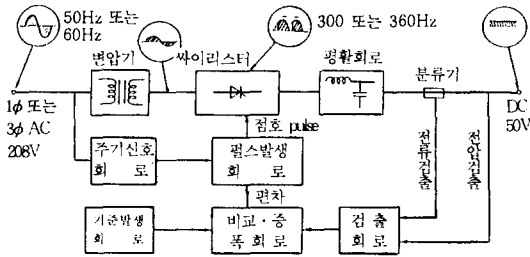 50Hz 또는
60Hz
300 또는 360Hz
변압기
싸이리스터
평활회로
분류기
1ϕ 또는
3ϕ AC
208V
DC
50V
점호 pulse
주기신호
회 로
펄스발생
회 로
전류검출
전압검출
편차
기준발생
회 로
비교·증
폭회로
검 출
회로